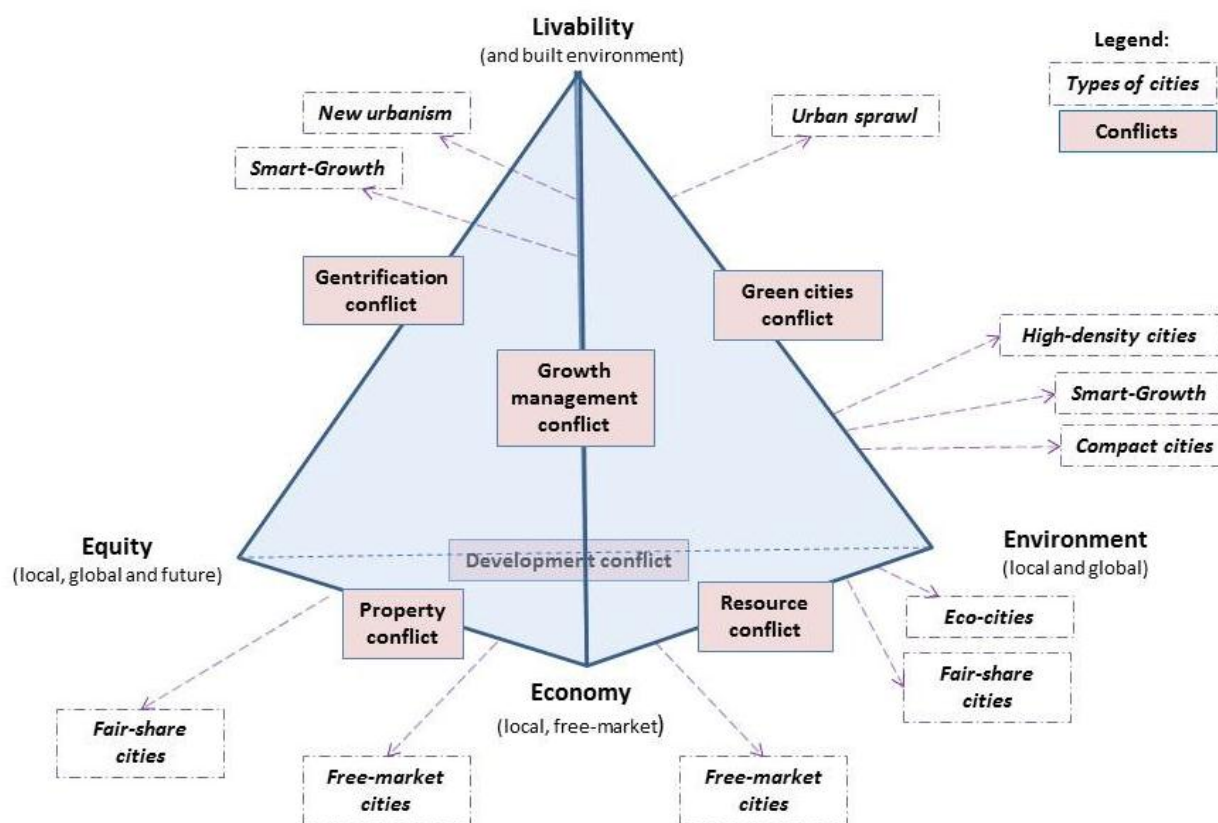 Livability
(and built environment)
Legend:
Types of cities
Conflicts
New urbanism
Urban sprawl
Smart-Growth
Gentrification
conflict
Green cities
conflict
High-density cities
Growth
management
conflict
Smart-Growth
Compact cities
Equity
(local, global and future)
Development conflict
Environment
(local and global)
Property
conflict
Resource
conflict
Eco-cities
Fair-share
cities
Economy
(local, free-market)
Fair-share
cities
Free-market
cities
Free-market
cities